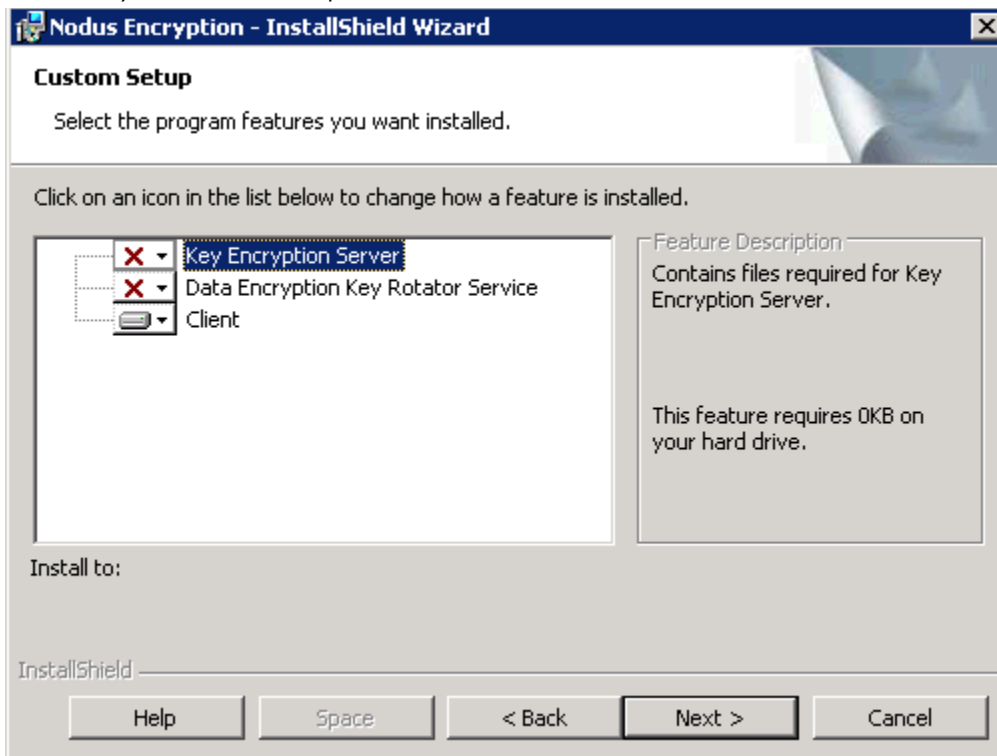 Nodus Encryption - InstallShield Wizard
Custom Setup
Select the program features you want installed.
Click on an icon in the list below to change how a feature is installed.
Key Encryption Server
Data Encryption Key Rotator Service
Client
Feature Description
Contains files required for Key
Encryption Server.
This feature requires 0KB on
your hard drive.
Install to:
InstallShield
Help
Space
< Back
Next >
Cancel